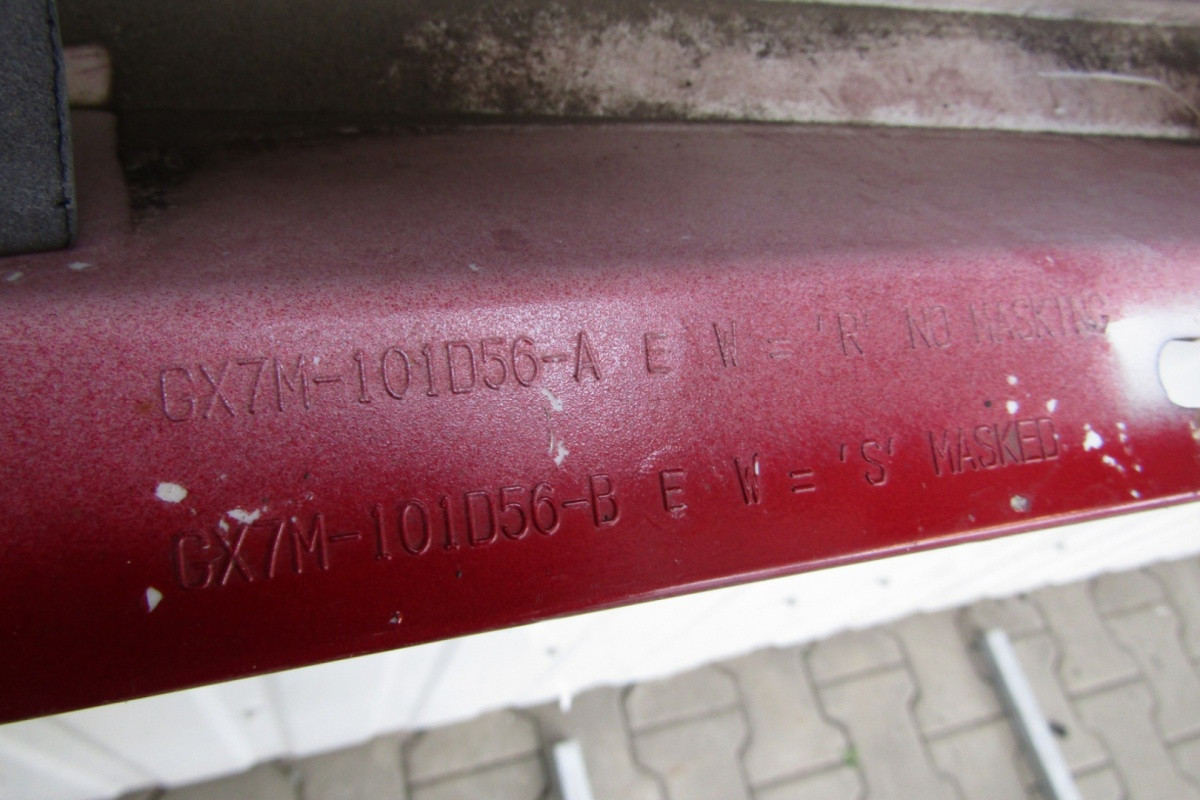 GX7M-101D56-A E W = 'R' NO MASKING
GX7M-101D56-B E W = 'S' MASKED